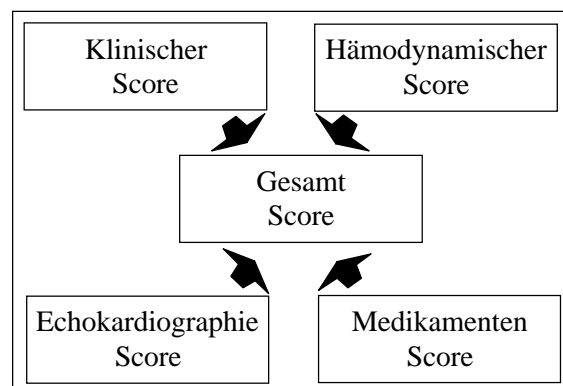 Klinischer
Score
Hämodynamischer
Score
Gesamt
Score
Echokardiographie
Score
Medikamenten
Score